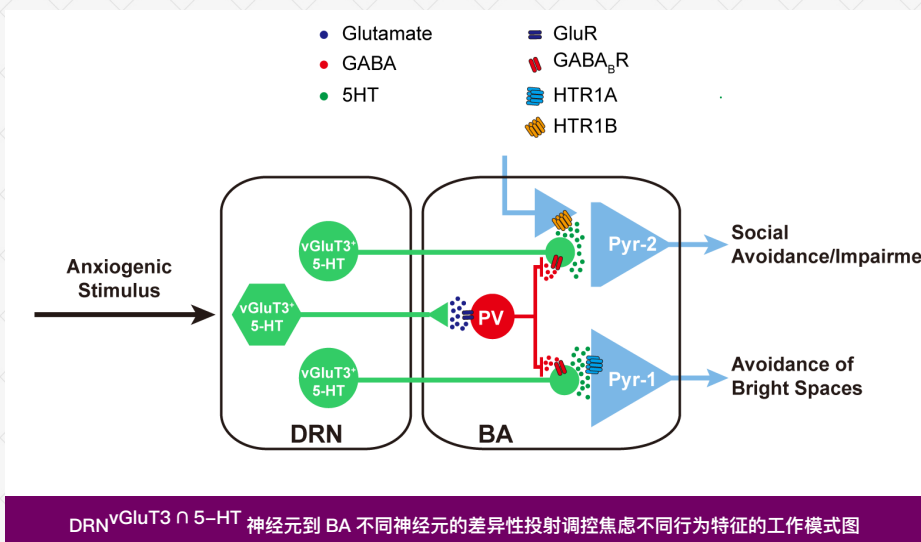 Glutamate
GABA
5HT
GluR
GABABR
HTR1A
HTR1B
Anxiogenic
Stimulus
vGluT3+
5-HT
vGluT3+
5-HT
vGluT3+
5-HT
DRN
PV
BA
Pyr-2
Pyr-1
Social
Avoidance/Impairme
Avoidance of
Bright Spaces
DRNvGluT3 ∩ 5-HT 神经元到 BA 不同神经元的差异性投射调控焦虑不同行为特征的工作模式图